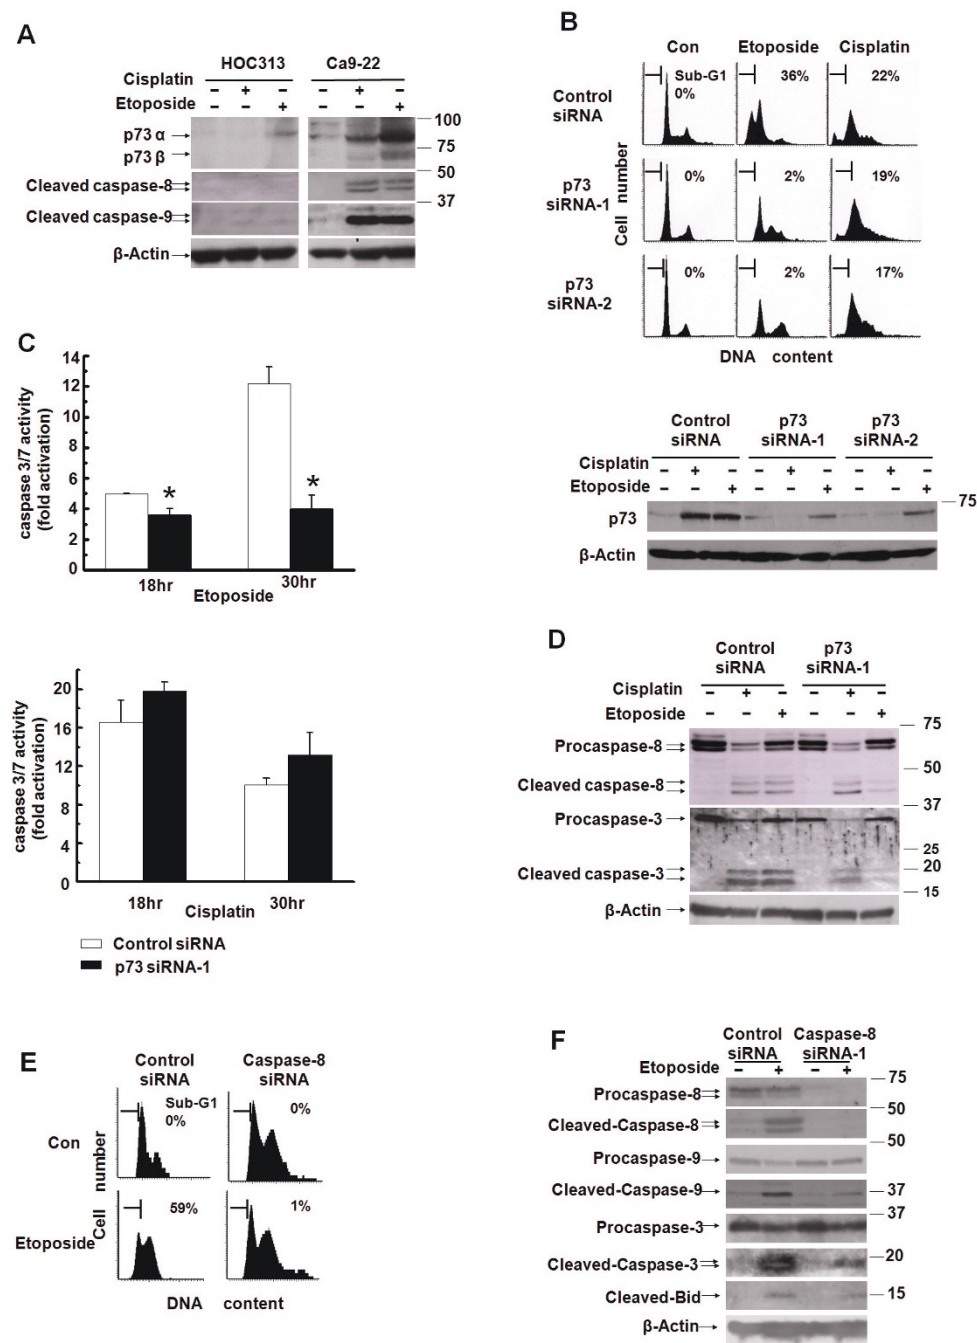 A
HOC313 Ca9-22
Cisplatin - + - - + -
Etoposide - - + - - +
p73 α
p73 β
Cleaved caspase-8
Cleaved caspase-9
β-Actin
100
75
50
37
B
Con Etoposide Cisplatin
Control siRNA
Sub-G1 0% 36% 22%
p73 siRNA-1
0% 2% 19%
p73 siRNA-2
0% 2% 17%
Cell number
DNA content
Control siRNA p73 siRNA-1 p73 siRNA-2
Cisplatin - + - - + - - + -
Etoposide - - + - - + - - +
75
p73
β-Actin
C
caspase 3/7 activity
(fold activation)
14
12
10
8
6
4
2
0
* *
18hr 30hr
Etoposide
caspase 3/7 activity
(fold activation)
20
16
12
8
4
0
18hr 30hr
Cisplatin
Control siRNA
p73 siRNA-1
D
Control siRNA p73 siRNA-1
Cisplatin - + - - + -
Etoposide - - + - - +
Procaspase-8
Cleaved caspase-8
Procaspase-3
Cleaved caspase-3
β-Actin
75
50
37
25
20
15
E
Control siRNA Caspase-8 siRNA
Con
Sub-G1 0% 0%
Etoposide
59% 1%
Cell number
DNA content
F
Control siRNA Caspase-8 siRNA-1
Etoposide - + - +
Procaspase-8
Cleaved-Caspase-8
Procaspase-9
Cleaved-Caspase-9
Procaspase-3
Cleaved-Caspase-3
Cleaved-Bid
β-Actin
75
50
50
37
37
20
15